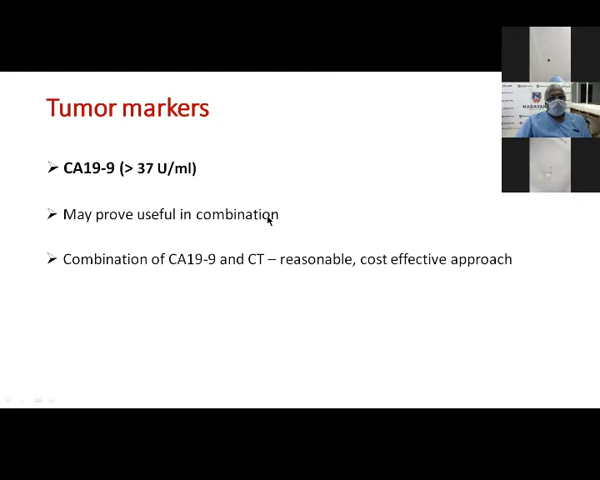 Tumor markers
➢ CA19-9 (> 37 U/ml)
➢ May prove useful in combination
➢ Combination of CA19-9 and CT – reasonable, cost effective approach